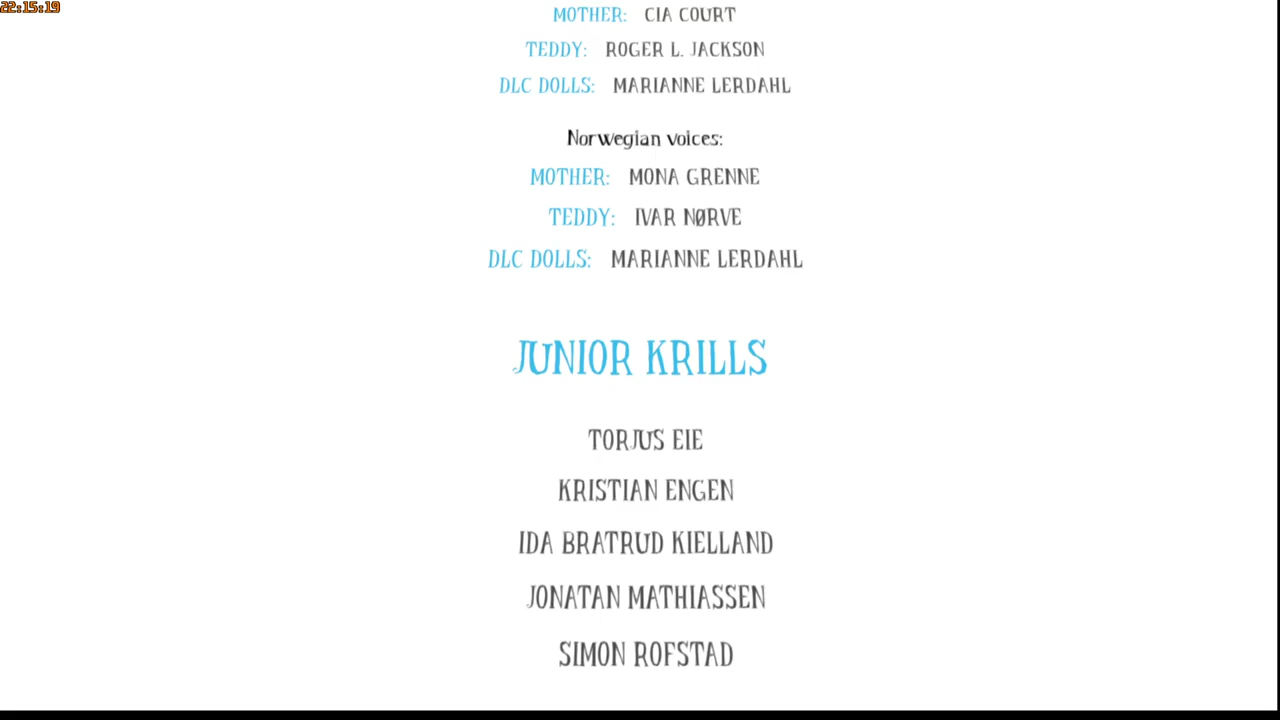 22:15:19
MOTHER: CIA COURT
TEDDY: ROGER L. JACKSON
DLC DOLLS: MARIANNE LERDAHL
Norwegian voices:
MOTHER: MONA GRENNE
TEDDY: IVAR NØRVE
DLC DOLLS: MARIANNE LERDAHL
JUNIOR KRILLS
TORJUS EIE
KRISTIAN ENGEN
IDA BRATRUD KIELLAND
JONATAN MATHIASSEN
SIMON ROFSTAD